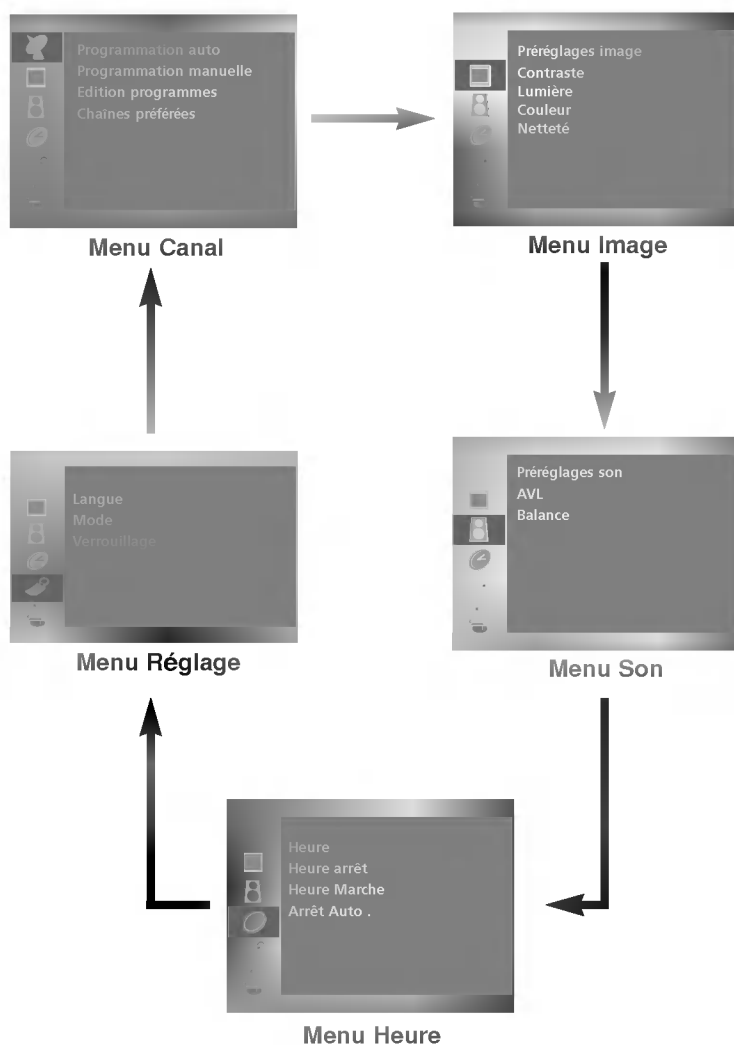 Programmation auto
Programmation manuelle
Edition programmes
Chaînes préférées
Menu Canal
Préréglages image
Contraste
Lumière
Couleur
Netteté
Menu Image
Préréglages son
AVL
Balance
Menu Son
Heure
Heure arrêt
Heure Marche
Arrêt Auto .
Menu Heure
Langue
Mode
Verrouillage
Menu Réglage